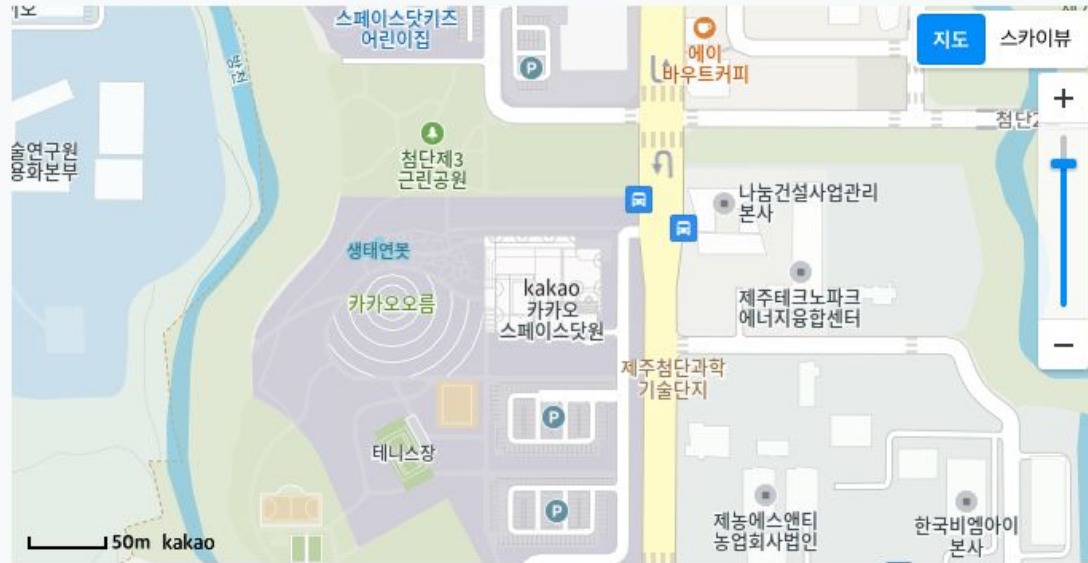 스페이스닷키즈
어린이집
에이
바우트커피
지도
스카이뷰
방천
첨단2
술연구원
용화본부
첨단제3
근린공원
나눔건설사업관리
본사
생태연못
카카오오름
kakao
카카오
스페이스닷원
제주테크노파크
에너지융합센터
제주첨단과학
기술단지
테니스장
제농에스앤티
농업회사법인
한국비엠아이
본사
50m kakao
P
P
P